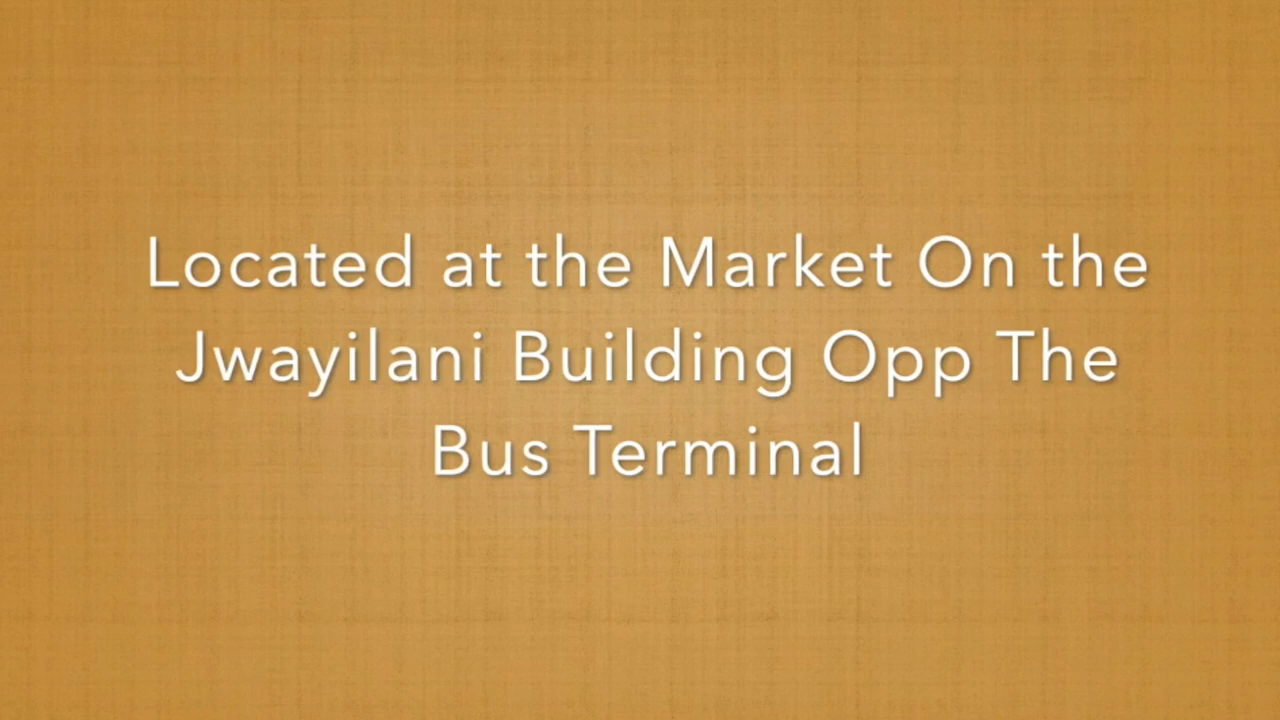 Located at the Market On the
Jwayilani Building Opp The
Bus Terminal